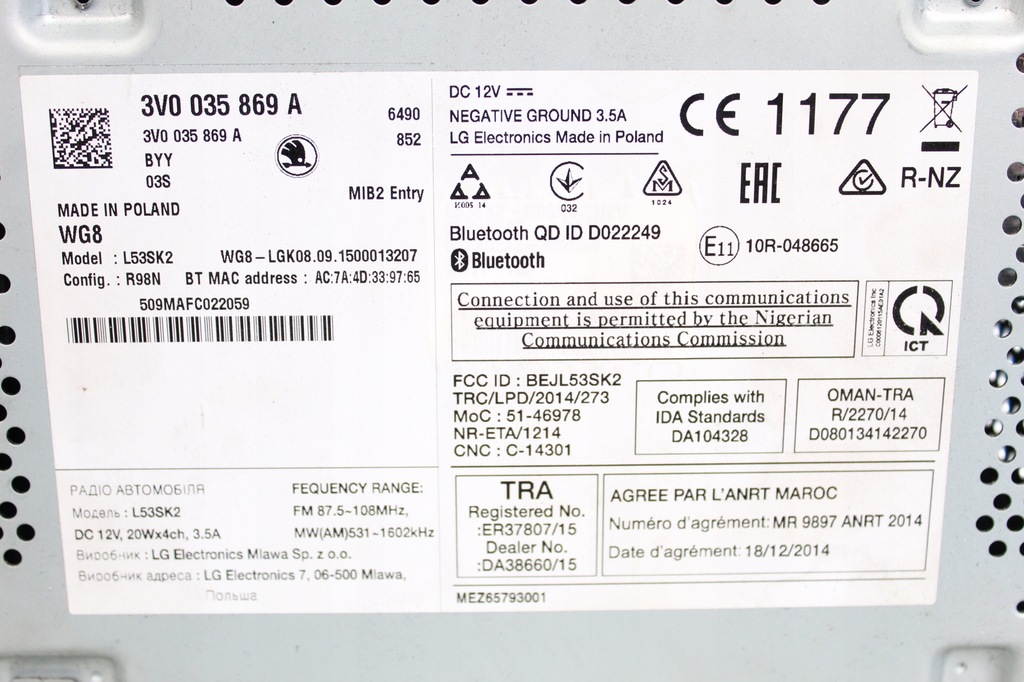 3V0 035 869 A
6490
3V0 035 869 A
852
BYY
03S
MIB2 Entry
MADE IN POLAND
WG8
Model : L53SK2 WG8-LGK08.09.1500013207
Config. : R98N BT MAC address : AC:7A:4D:33:97:65
509MAFC022059
РАДІО АВТОМОБІЛЯ
Модель: L53SK2
DC 12V, 20Wx4ch, 3.5A
FEQUENCY RANGE:
FM 87.5~108MHz,
MW(AM)531~1602kHz
Виробник : LG Electronics Mlawa Sp. z o.o.
Виробник адреса : LG Electronics 7, 06-500 Mlawa,
Польша
DC 12V
NEGATIVE GROUND 3.5A
LG Electronics Made in Poland
CE 1177
032
1024
EAC
R-NZ
Bluetooth QD ID D022249
Bluetooth
E11 10R-048665
Connection and use of this communications
equipment is permitted by the Nigerian
Communications Commission
LG Electronics Inc
ICT
FCC ID : BEJL53SK2
TRC/LPD/2014/273
MoC : 51-46978
NR-ETA/1214
CNC : C-14301
Complies with
IDA Standards
DA104328
OMAN-TRA
R/2270/14
D080134142270
TRA
Registered No.
:ER37807/15
Dealer No.
:DA38660/15
AGREE PAR L'ANRT MAROC
Numéro d'agrément: MR 9897 ANRT 2014
Date d'agrément: 18/12/2014
MEZ65793001